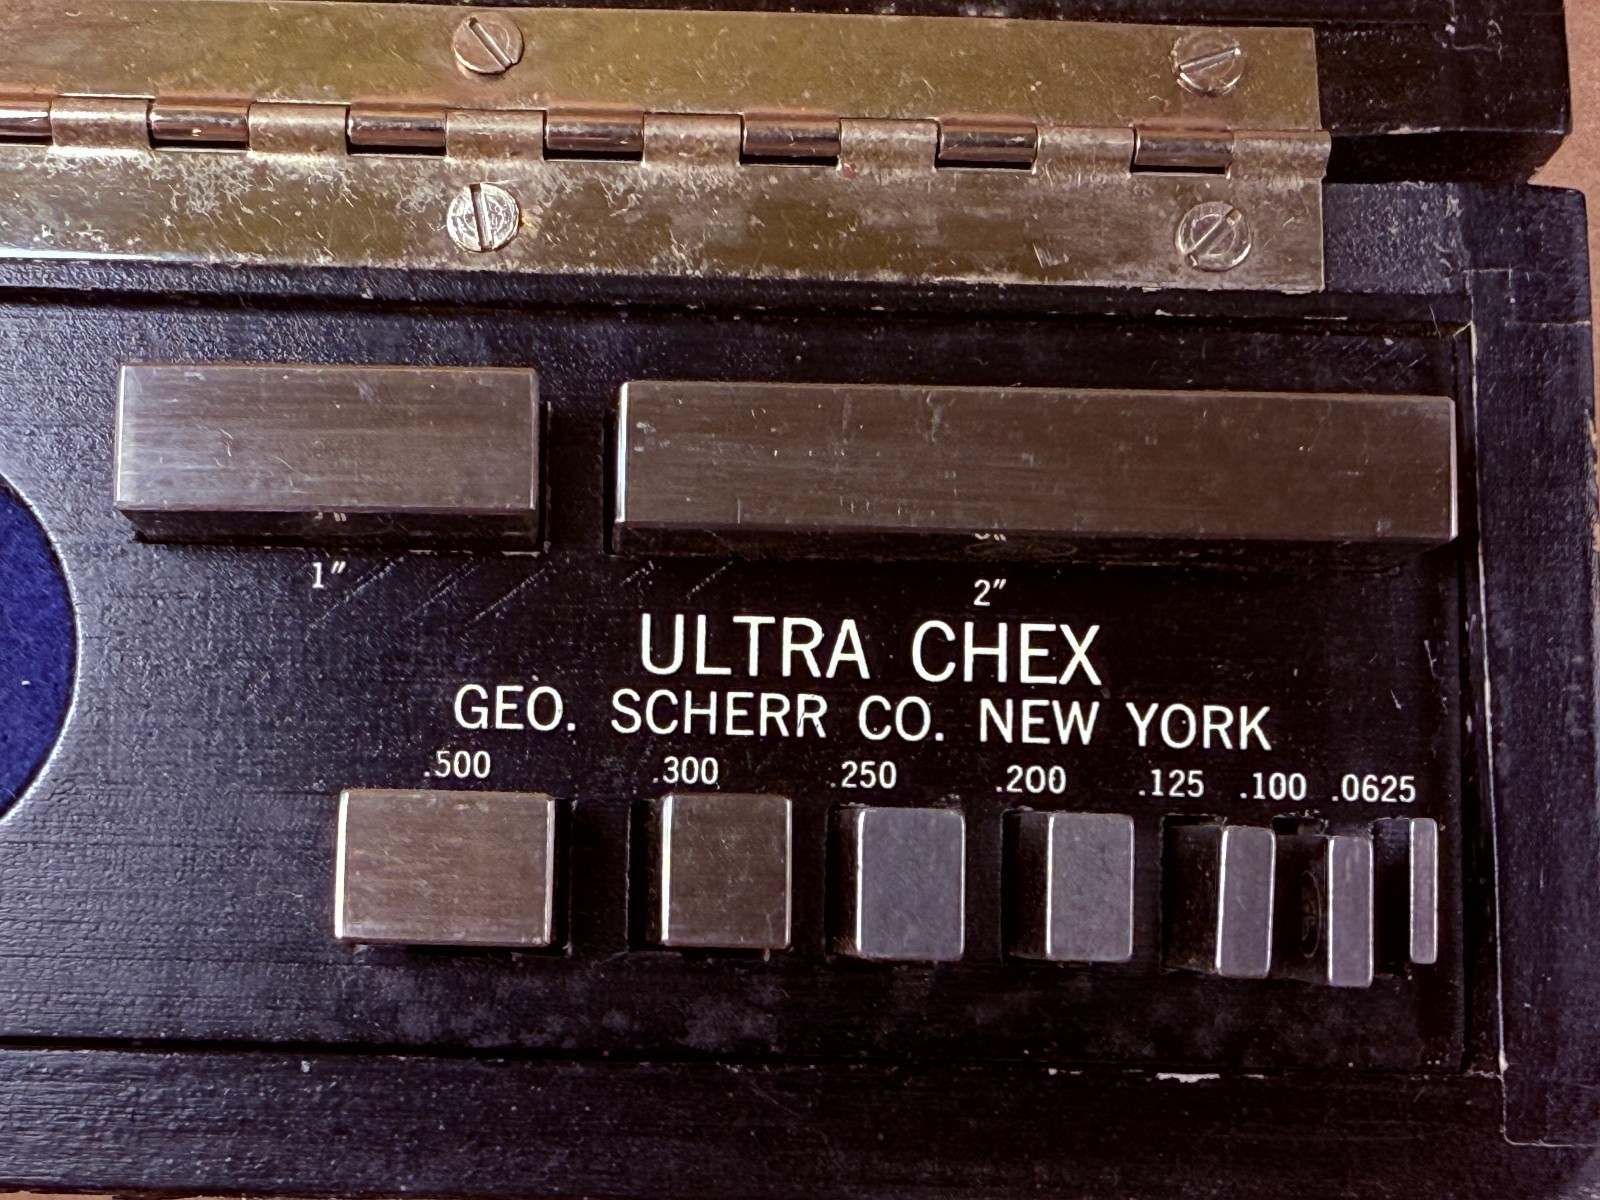 1" 2"
ULTRA CHEX
GEO. SCHERR CO. NEW YORK
.500 .300 .250 .200 .125 .100 .0625